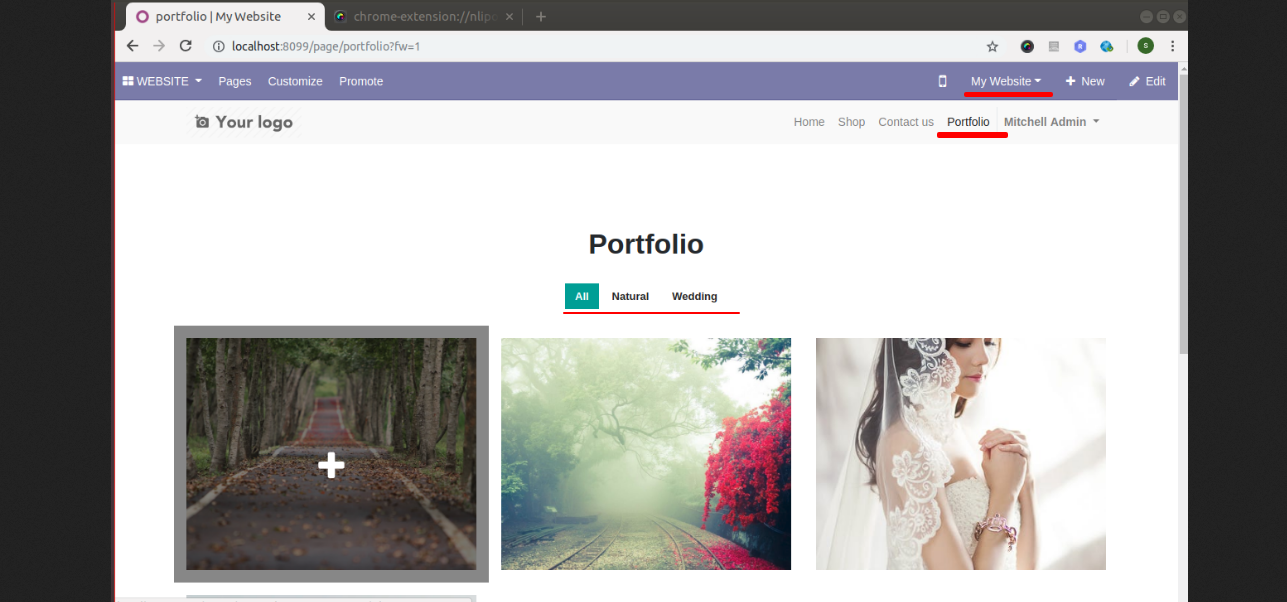 portfolio | My Website
chrome-extension://nlipo
localhost:8099/page/portfolio?fw=1
S
WEBSITE Pages Customize Promote My Website New Edit
Your logo Home Shop Contact us Portfolio Mitchell Admin
Portfolio
All Natural Wedding